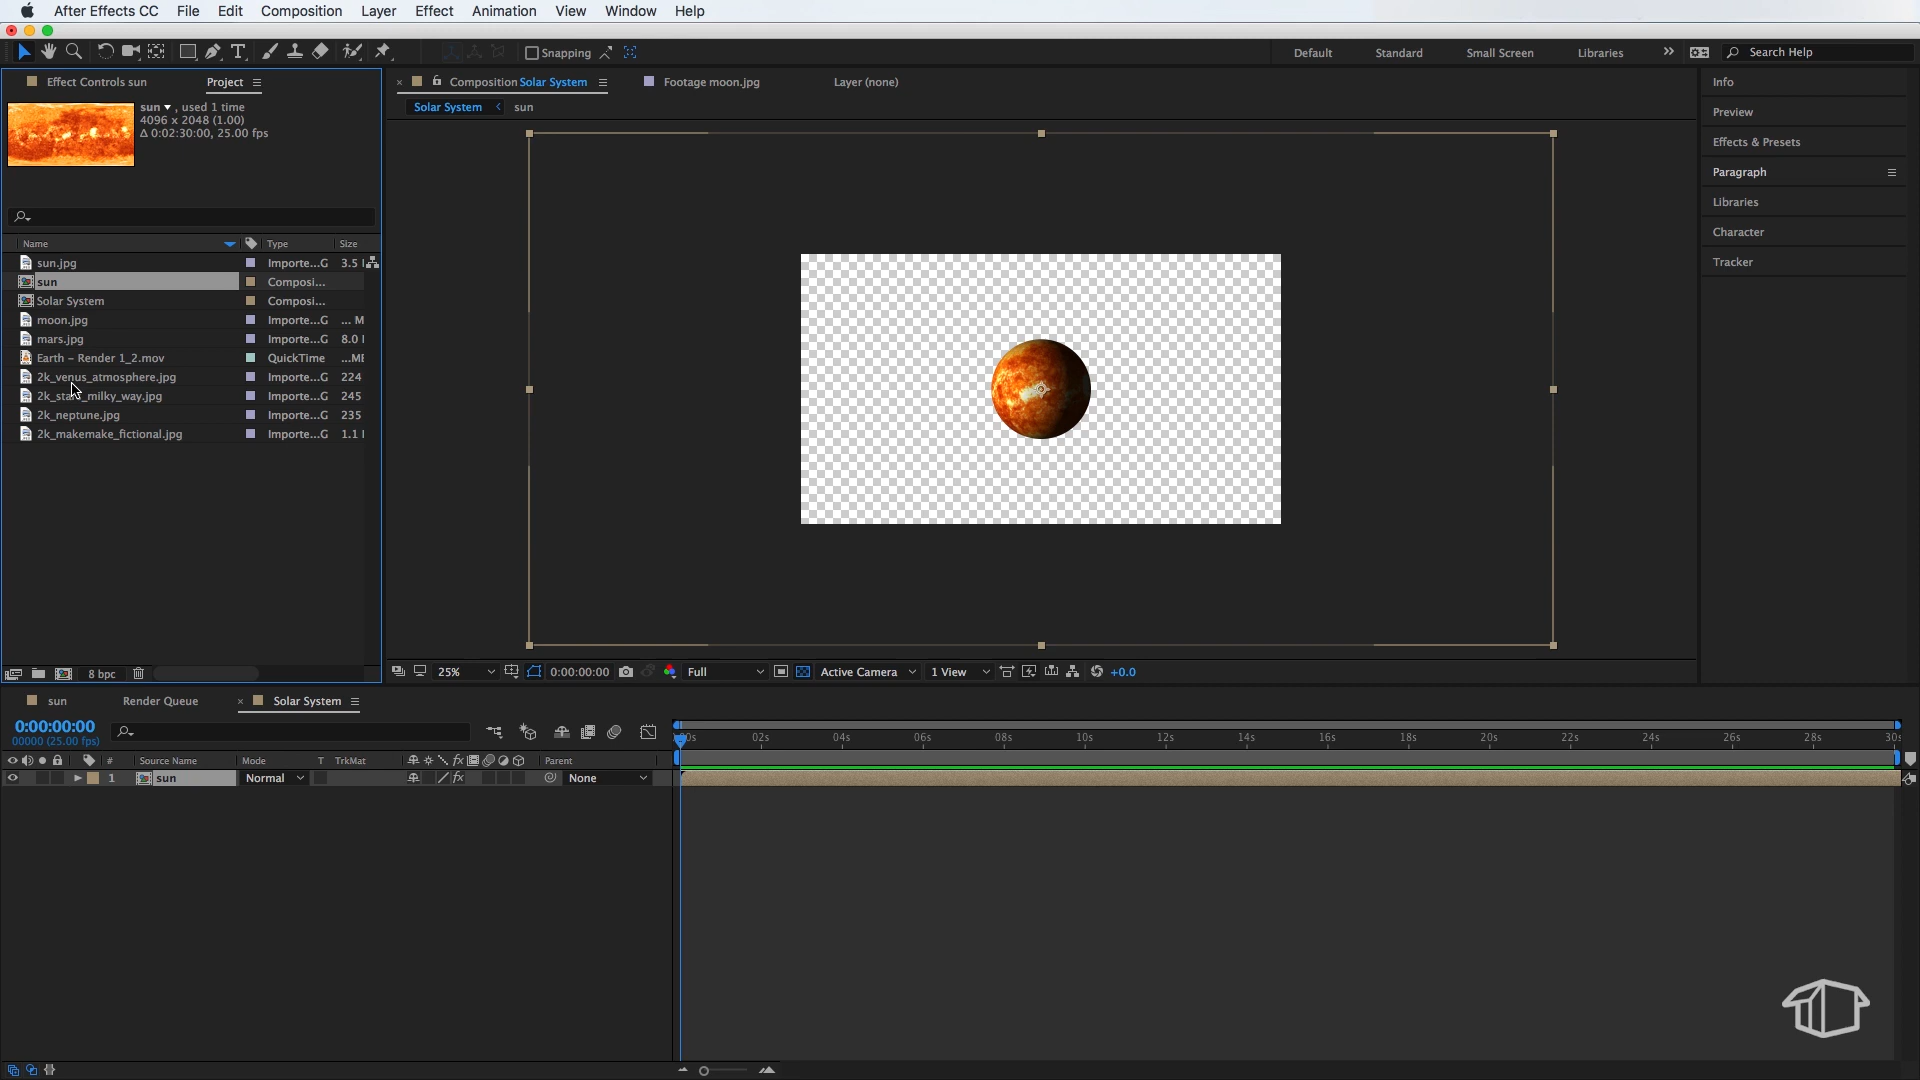 After Effects CC File Edit Composition Layer Effect Animation View Window Help
Snapping Default Standard Small Screen Libraries Search Help
Effect Controls sun Project
Composition Solar System Footage moon.jpg Layer (none)
Solar System sun
sun , used 1 time
4096 x 2048 (1.00)
Δ 0:02:30:00, 25.00 fps
Info
Preview
Effects & Presets
Paragraph
Libraries
Character
Tracker
Name Type Size
sun.jpg Importe...G 3.5
sun Composi...
Solar System Composi...
moon.jpg Importe...G ... M
mars.jpg Importe...G 8.0
Earth – Render 1_2.mov QuickTime ...ME
2k_venus_atmosphere.jpg Importe...G 224
milky_way.jpg Importe...G 245
2k_neptune.jpg Importe...G 235
2k_makemake_fictional.jpg Importe...G 1.1
8 bpc
25% 0:00:00:00 Full Active Camera 1 View +0.0
sun Render Queue Solar System
0:00:00:00
00000 (25.00 fps)
02s 04s 06s 08s 10s 12s 14s 16s 18s 20s 22s 24s 26s 28s
# Source Name Mode T TrkMat fx Parent
1 sun Normal fx None